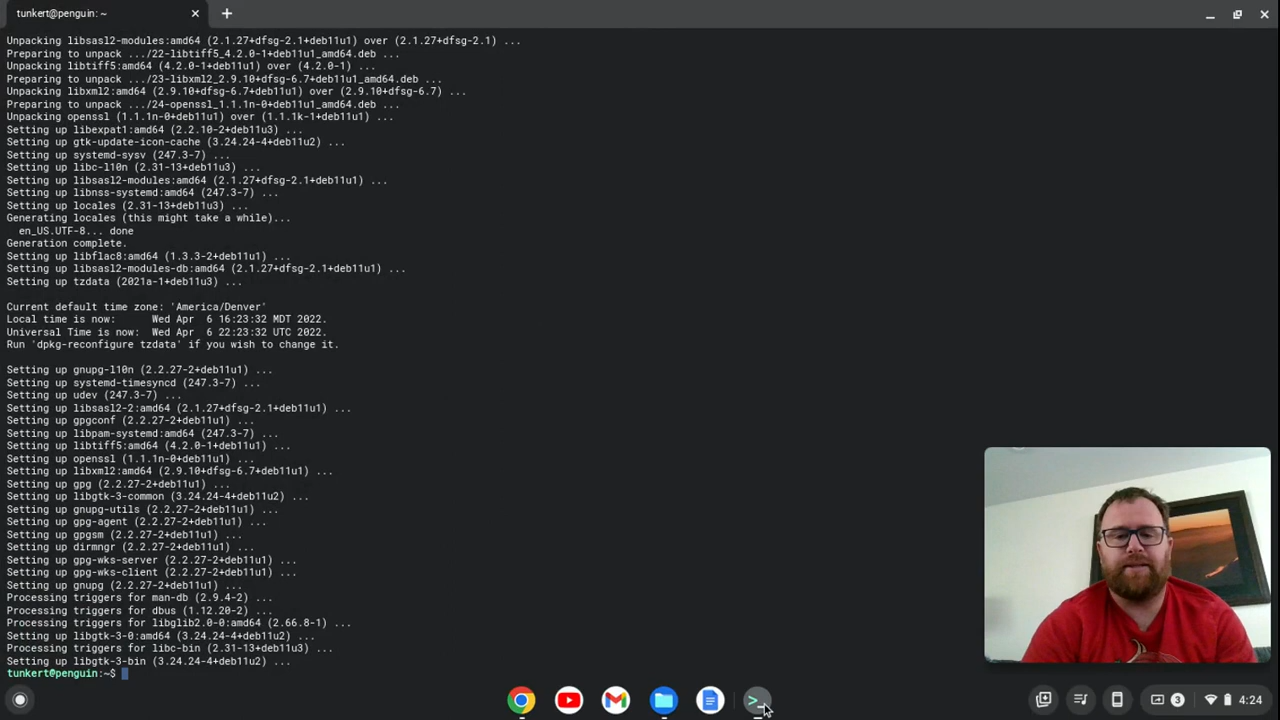 tunkert@penguin: ~
Unpacking libsasl2-modules:amd64 (2.1.27+dfsg-2.1+deb11u1) over (2.1.27+dfsg-2.1) ...
Preparing to unpack .../22-libtiff5_4.2.0-1+deb11u1_amd64.deb ...
Unpacking libtiff5:amd64 (4.2.0-1+deb11u1) over (4.2.0-1) ...
Preparing to unpack .../23-libxml2_2.9.10+dfsg-6.7+deb11u1_amd64.deb ...
Unpacking libxml2:amd64 (2.9.10+dfsg-6.7+deb11u1) over (2.9.10+dfsg-6.7) ...
Preparing to unpack .../24-openssl_1.1.1n-0+deb11u1_amd64.deb ...
Unpacking openssl (1.1.1n-0+deb11u1) over (1.1.1k-1+deb11u1) ...
Setting up libexpat1:amd64 (2.2.10-2+deb11u3) ...
Setting up gtk-update-icon-cache (3.24.24-4+deb11u2) ...
Setting up systemd-sysv (247.3-7) ...
Setting up libc-l10n (2.31-13+deb11u3) ...
Setting up libsasl2-modules:amd64 (2.1.27+dfsg-2.1+deb11u1) ...
Setting up libnss-systemd:amd64 (247.3-7) ...
Setting up locales (2.31-13+deb11u3) ...
Generating locales (this might take a while)...
  en_US.UTF-8... done
Generation complete.
Setting up libflac8:amd64 (1.3.3-2+deb11u1) ...
Setting up libsasl2-modules-db:amd64 (2.1.27+dfsg-2.1+deb11u1) ...
Setting up tzdata (2021a-1+deb11u3) ...
Current default time zone: 'America/Denver'
Local time is now:      Wed Apr  6 16:23:32 MDT 2022.
Universal Time is now:  Wed Apr  6 22:23:32 UTC 2022.
Run 'dpkg-reconfigure tzdata' if you wish to change it.
Setting up gnupg-l10n (2.2.27-2+deb11u1) ...
Setting up systemd-timesyncd (247.3-7) ...
Setting up udev (247.3-7) ...
Setting up libsasl2-2:amd64 (2.1.27+dfsg-2.1+deb11u1) ...
Setting up gpgconf (2.2.27-2+deb11u1) ...
Setting up libpam-systemd:amd64 (247.3-7) ...
Setting up libtiff5:amd64 (4.2.0-1+deb11u1) ...
Setting up openssl (1.1.1n-0+deb11u1) ...
Setting up libxml2:amd64 (2.9.10+dfsg-6.7+deb11u1) ...
Setting up gpg (2.2.27-2+deb11u1) ...
Setting up libgtk-3-common (3.24.24-4+deb11u2) ...
Setting up gnupg-utils (2.2.27-2+deb11u1) ...
Setting up gpg-agent (2.2.27-2+deb11u1) ...
Setting up gpgsm (2.2.27-2+deb11u1) ...
Setting up dirmngr (2.2.27-2+deb11u1) ...
Setting up gpg-wks-server (2.2.27-2+deb11u1) ...
Setting up gpg-wks-client (2.2.27-2+deb11u1) ...
Setting up gnupg (2.2.27-2+deb11u1) ...
Processing triggers for man-db (2.9.4-2) ...
Processing triggers for dbus (1.12.20-2) ...
Processing triggers for libglib2.0-0:amd64 (2.66.8-1) ...
Setting up libgtk-3-0:amd64 (3.24.24-4+deb11u2) ...
Processing triggers for libc-bin (2.31-13+deb11u3) ...
Setting up libgtk-3-bin (3.24.24-4+deb11u2) ...
tunkert@penguin:~$
3 4:24